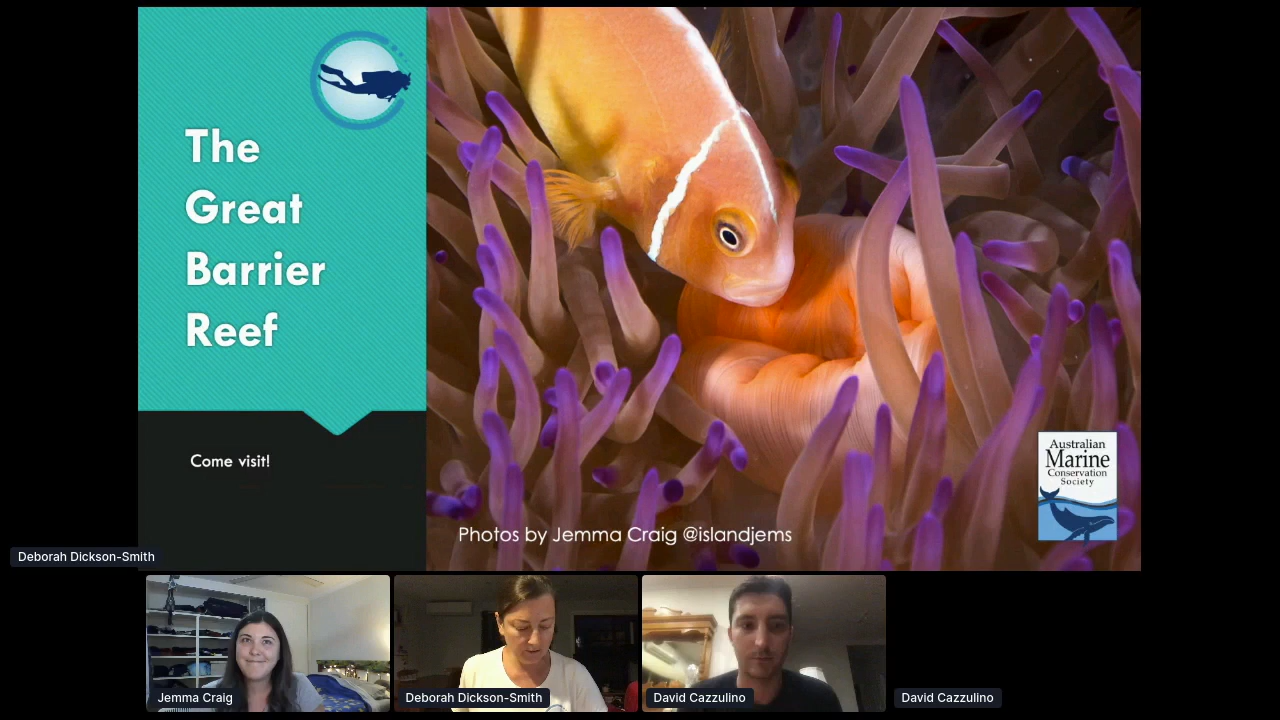 The
Great
Barrier
Reef
Come visit!
Photos by Jemma Craig @islandjems
Australian
Marine
Conservation
Society
Deborah Dickson-Smith
Jemma Craig
Deborah Dickson-Smith
David Cazzulino
David Cazzulino